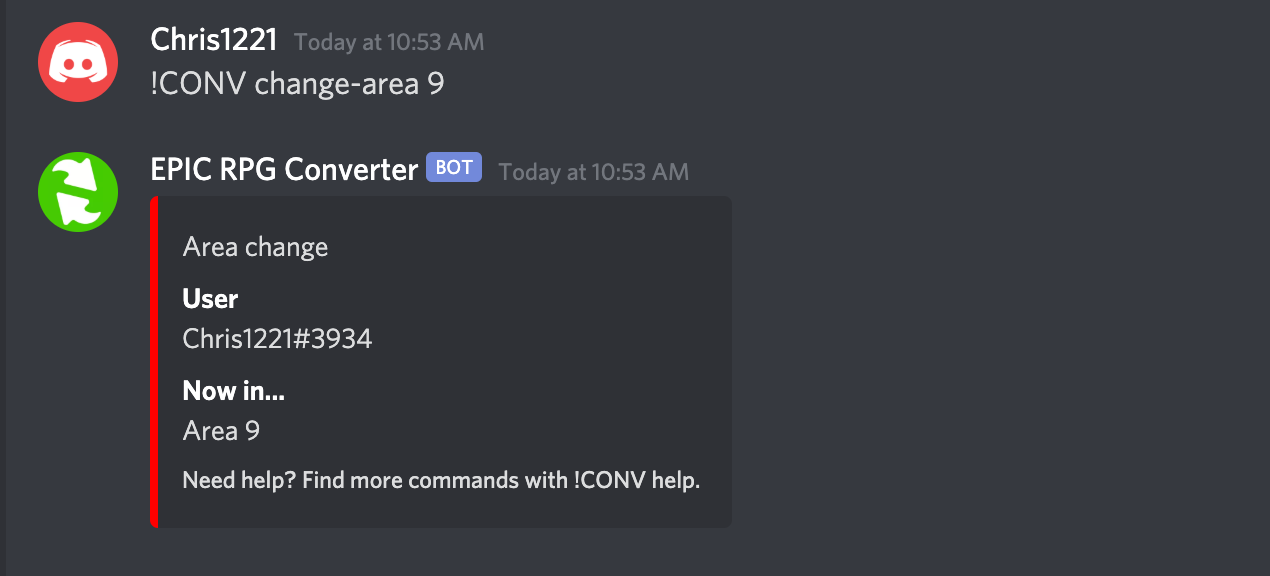 Chris1221 Today at 10:53 AM
!CONV change-area 9
EPIC RPG Converter BOT Today at 10:53 AM
Area change
User
Chris1221#3934
Now in...
Area 9
Need help? Find more commands with !CONV help.